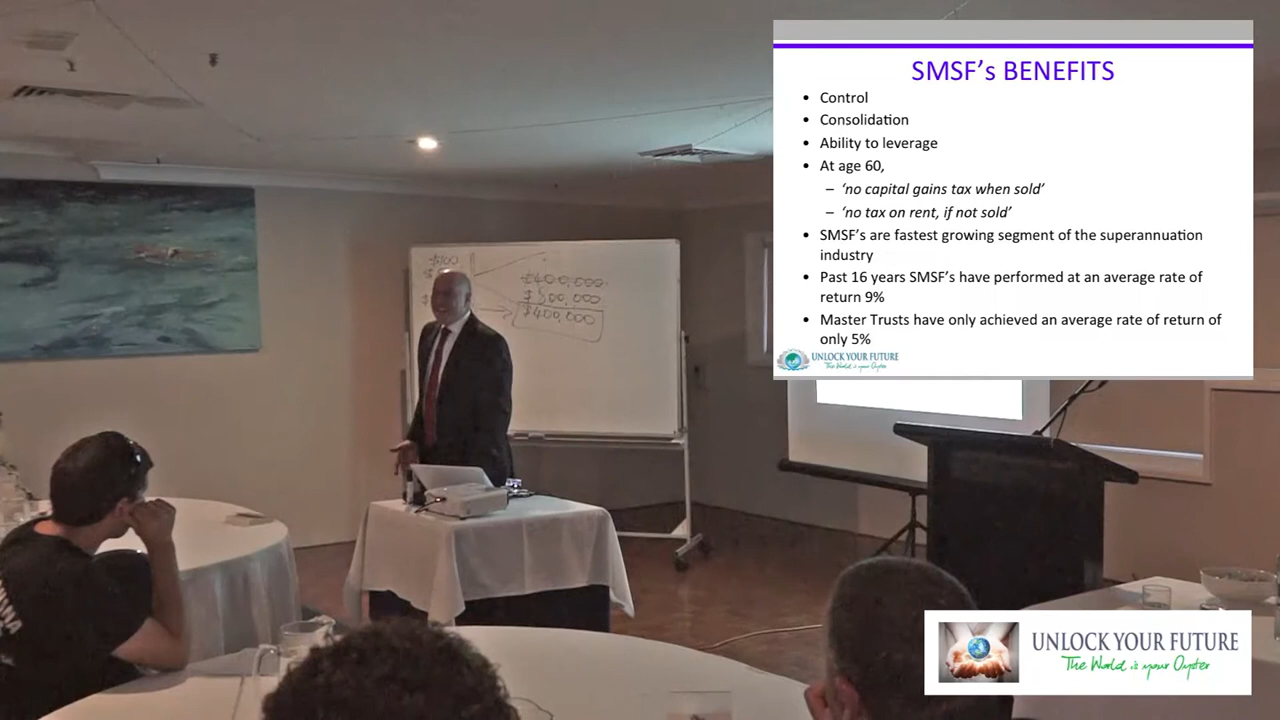 SMSF's BENEFITS
• Control
• Consolidation
• Ability to leverage
• At age 60,
– ‘no capital gains tax when sold’
– ‘no tax on rent, if not sold’
• SMSF’s are fastest growing segment of the superannuation
industry
• Past 16 years SMSF’s have performed at an average rate of
return 9%
• Master Trusts have only achieved an average rate of return of
only 5%
UNLOCK YOUR FUTURE
The World is your Oyster
$400,000
UNLOCK YOUR FUTURE
The World is your Oyster